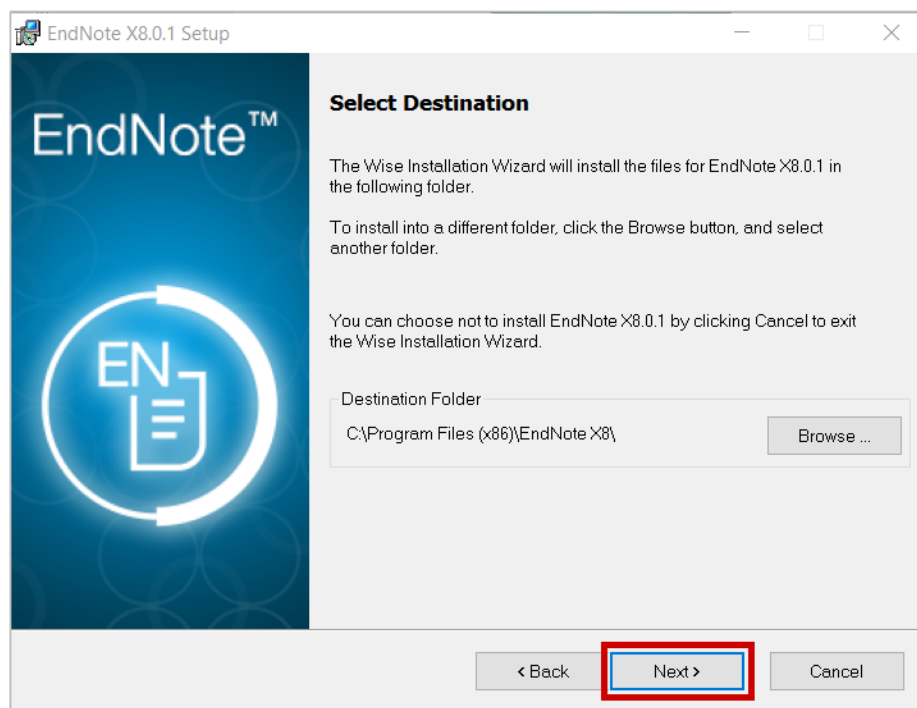 EndNote X8.0.1 Setup
EndNote™
EN
Select Destination
The Wise Installation Wizard will install the files for EndNote X8.0.1 in
the following folder.
To install into a different folder, click the Browse button, and select
another folder.
You can choose not to install EndNote X8.0.1 by clicking Cancel to exit
the Wise Installation Wizard.
Destination Folder
C:\Program Files (x86)\EndNote X8\
Browse ...
< Back
Next >
Cancel